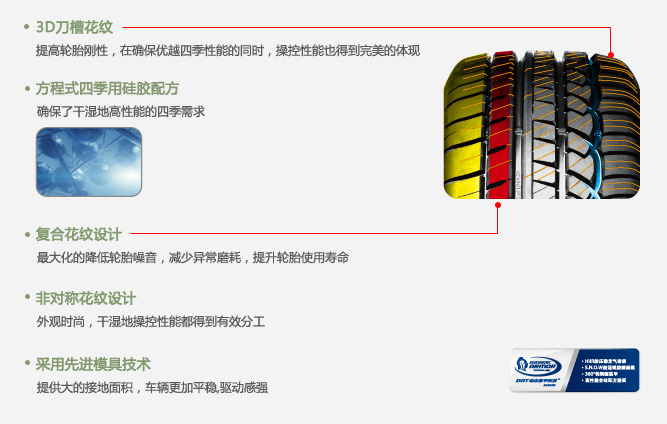 3D刀槽花纹
提高轮胎刚性，在确保优越四季性能的同时，操控性能也得到完美的体现
方程式四季用硅胶配方
确保了干湿地高性能的四季需求
复合花纹设计
最大化的降低轮胎噪音，减少异常磨耗，提升轮胎使用寿命
非对称花纹设计
外观时尚，干湿地操控性能都得到有效分工
采用先进模具技术
提供大的接地面积，车辆更加平稳,驱动感强
DYNAMIC
ARMOR